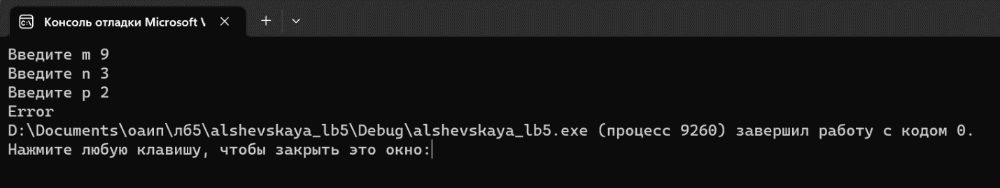 Консоль отладки Microsoft V
Введите m 9
Введите n 3
Введите p 2
Error
D:\Documents\оаип\лб5\alshevskaya_lb5\Debug\alshevskaya_lb5.exe (процесс 9260) завершил работу с кодом 0.
Нажмите любую клавишу, чтобы закрыть это окно: